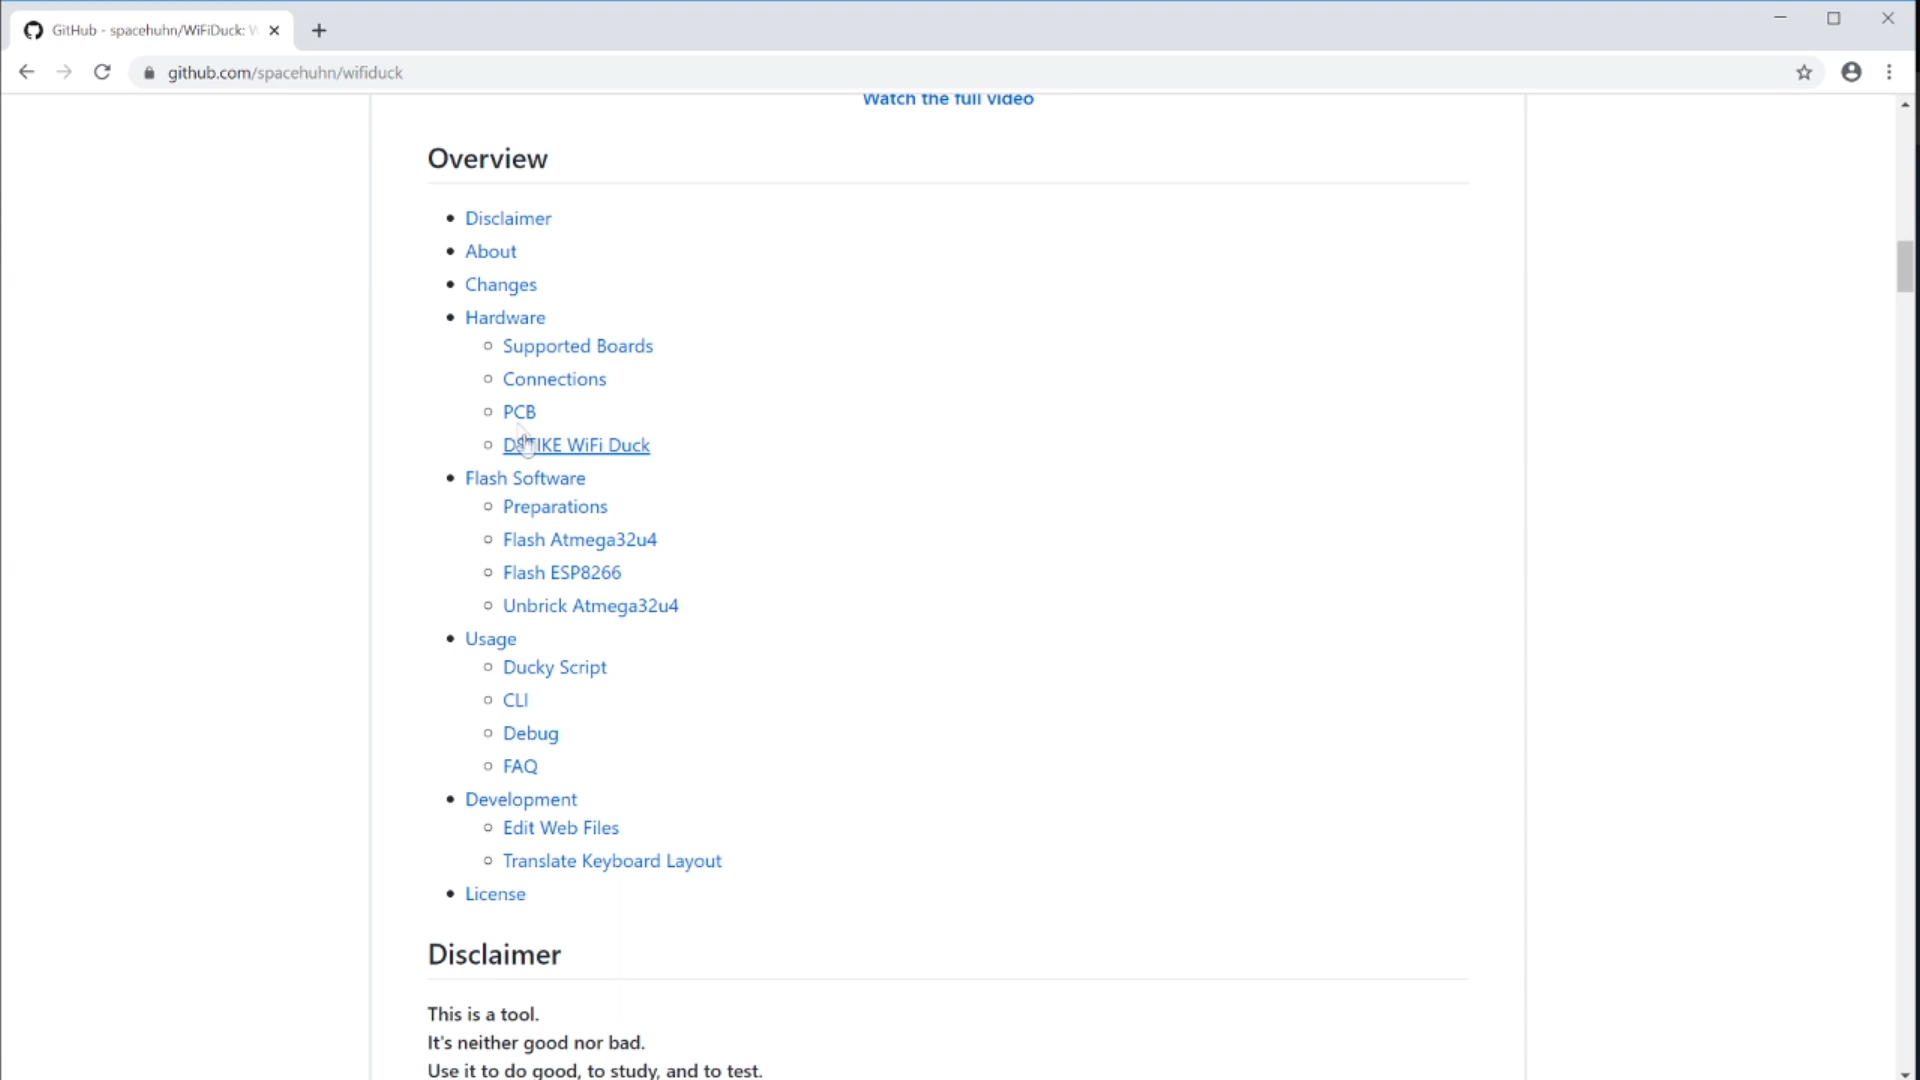 GitHub - spacehuhn/WiFiDuck: W
github.com/spacehuhn/wifiduck
Watch the full video
Overview
Disclaimer
About
Changes
Hardware
Supported Boards
Connections
PCB
DSTIKE WiFi Duck
Flash Software
Preparations
Flash Atmega32u4
Flash ESP8266
Unbrick Atmega32u4
Usage
Ducky Script
CLI
Debug
FAQ
Development
Edit Web Files
Translate Keyboard Layout
License
Disclaimer
This is a tool.
It's neither good nor bad.
Use it to do good, to study, and to test.